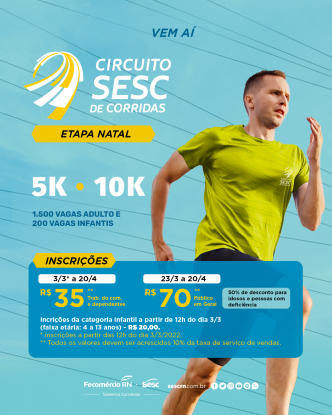 VEM AÍ
CIRCUITO
SESC
DE CORRIDAS
ETAPA NATAL
5K • 10K
1.500 VAGAS ADULTO E
200 VAGAS INFANTIS
INSCRIÇÕES
3/3* a 20/4
R$ 35** Trab. do com. e dependentes
23/3 a 20/4
R$ 70** Público em Geral
50% de desconto para
idosos e pessoas com
deficiência
Incrições da categoria infantil a partir de 12h do dia 3/3
(faixa etária: 4 a 13 anos) - R$ 20,00.
* inscrições a partir das 12h do dia 3/3/2022
** Todos os valores devem ser acrescidos 10% da taxa de serviço de vendas.
Fecomércio RN
Sesc
sescrn.com.br